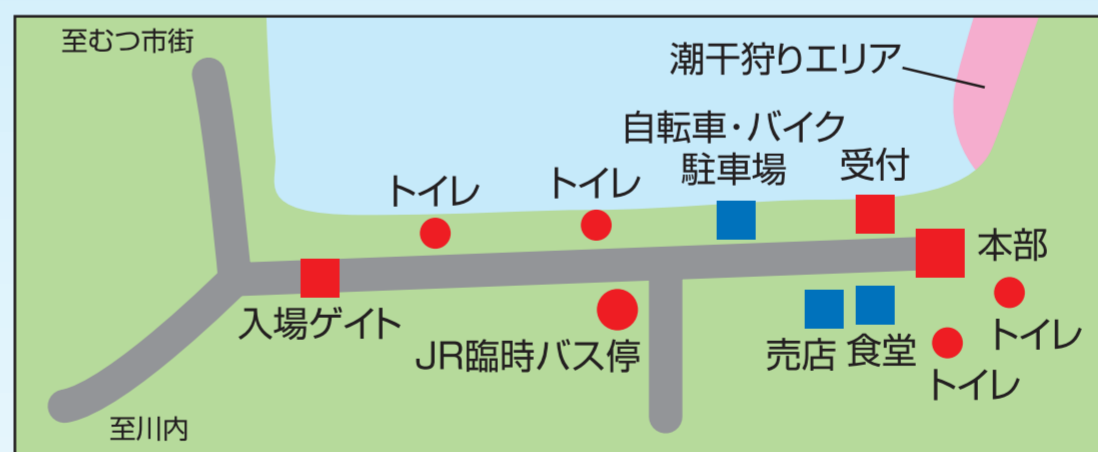 至むつ市街
潮干狩りエリア
自転車・バイク
駐車場
受付
トイレ
トイレ
本部
入場ゲイト
JR臨時バス停
売店
食堂
トイレ
トイレ
至川内